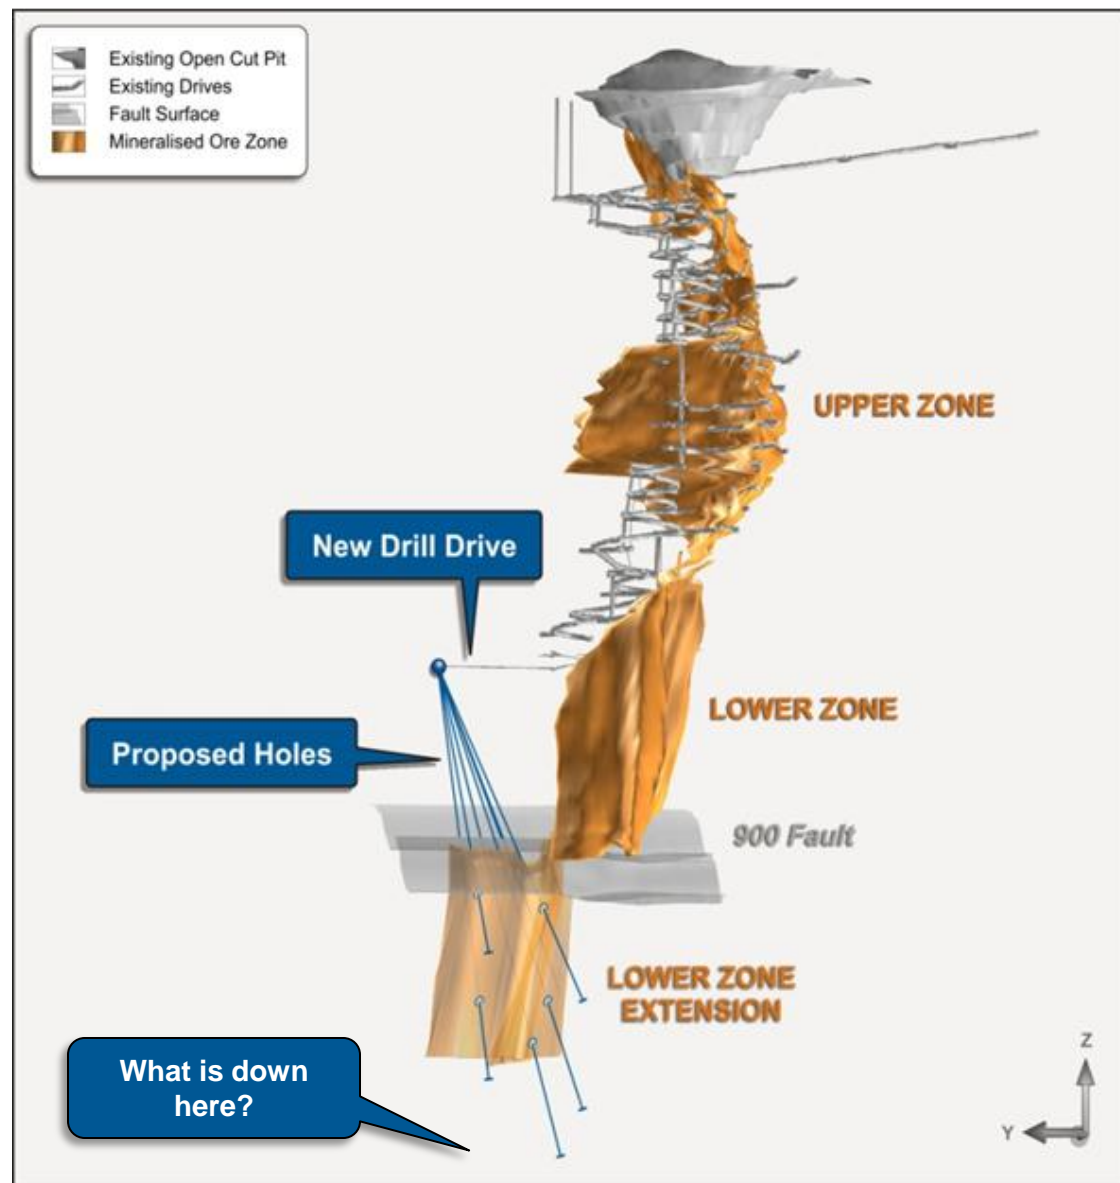 Existing Open Cut Pit
Existing Drives
Fault Surface
Mineralised Ore Zone
UPPER ZONE
New Drill Drive
LOWER ZONE
Proposed Holes
900 Fault
LOWER ZONE
EXTENSION
What is down
here?
Z
Y